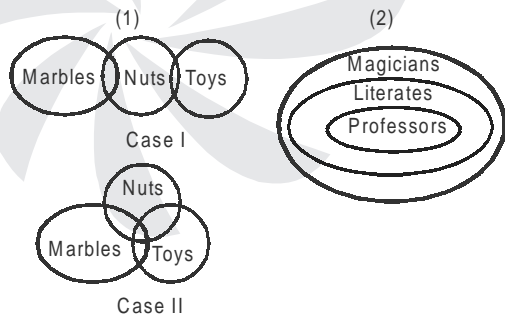 (1) (2)
Marbles Nuts Toys
Case I
Magicians
Literates
Professors
Nuts
Marbles Toys
Case II